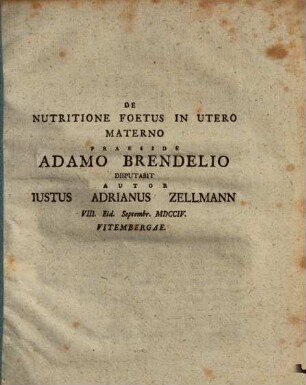 DE
NUTRITIONE FOETUS IN UTERO
MATERNO
PRAESIDE
ADAMO BRENDELIO
DISPUTABIT
AUTOR
IUSTUS ADRIANUS ZELLMANN
VIII. Eid. Septembr. MDCCIV.
VITEMBERGAE.